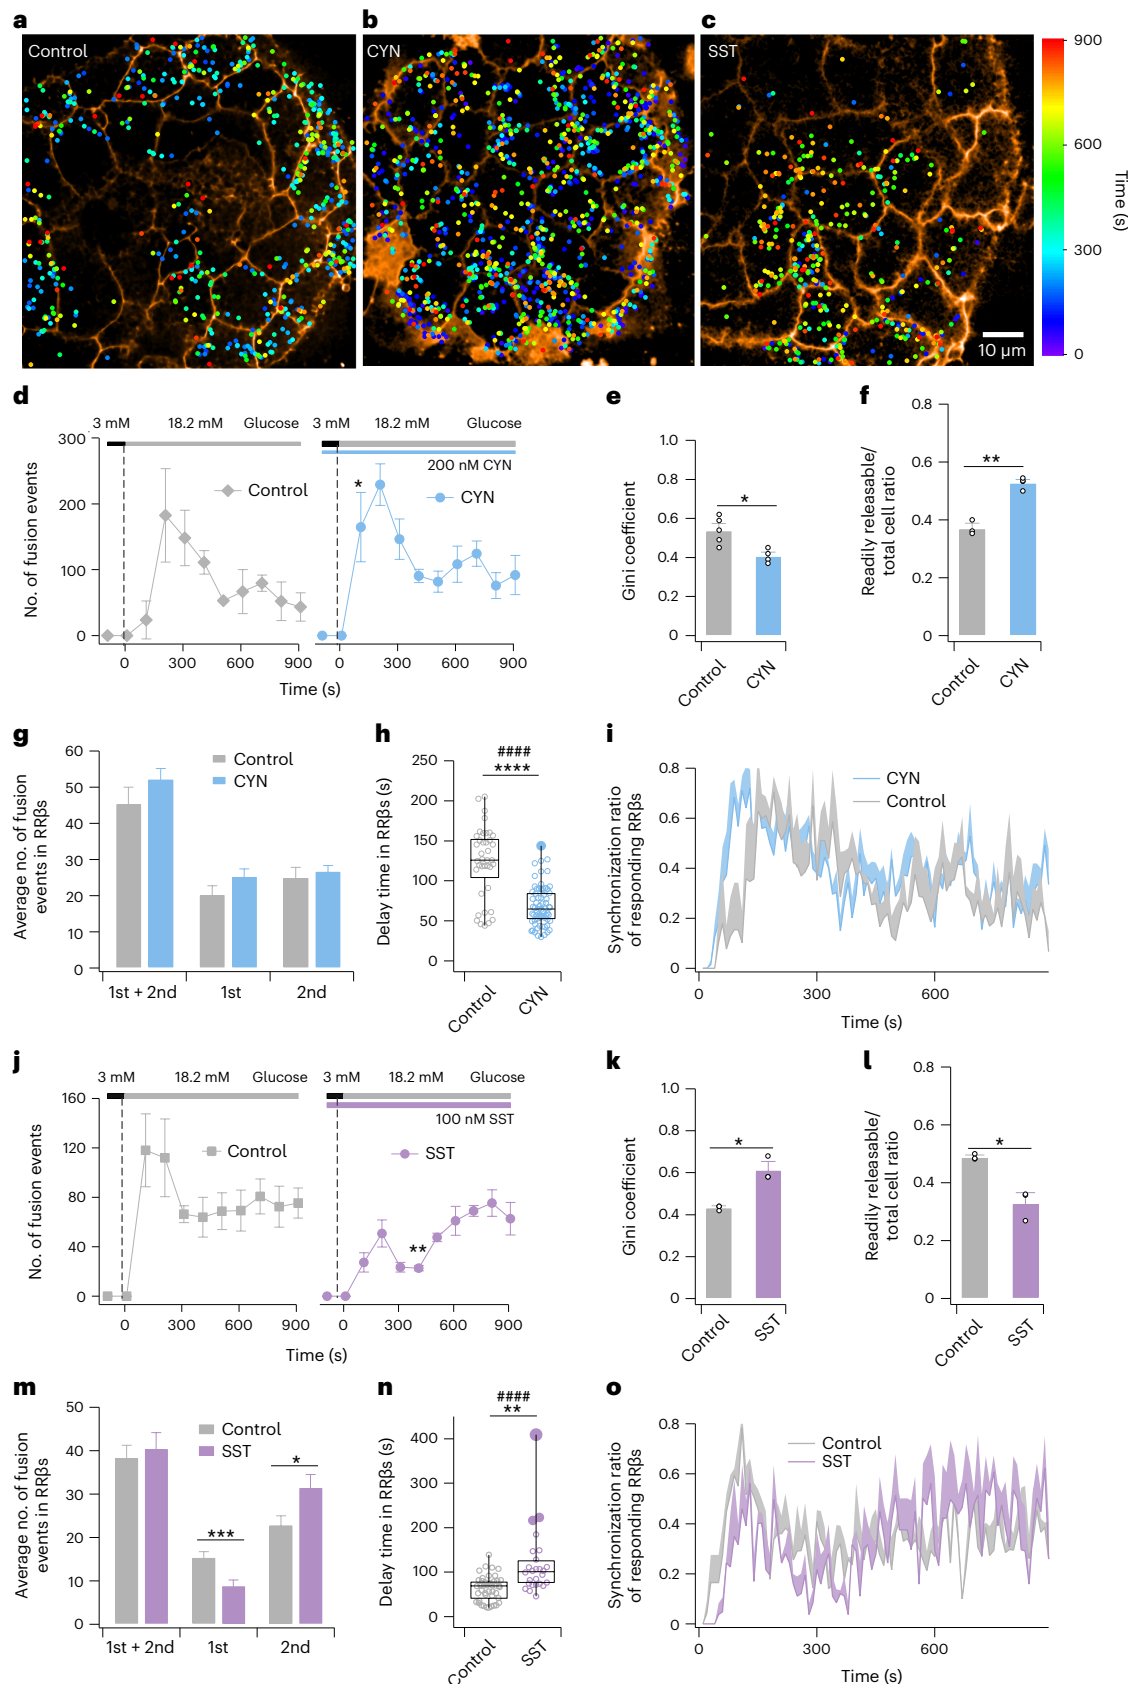 a
Control
b
CYN
c
SST
10 µm
900
600
300
0
Time (s)
d
3 mM 18.2 mM Glucose
3 mM 18.2 mM Glucose
200 nM CYN
Control
CYN
*
No. of fusion events
300
200
100
0
0 300 600 900
0 300 600 900
Time (s)
e
Gini coefficient
1.0
0.8
0.6
0.4
0.2
0
*
Control
CYN
f
Readily releasable/
total cell ratio
0.8
0.6
0.4
0.2
0
**
Control
CYN
g
Average no. of fusion
events in RRβs
60
50
40
30
20
10
0
Control
CYN
1st + 2nd 1st 2nd
h
Delay time in RRβs (s)
250
200
150
100
50
0
####
****
Control
CYN
i
Synchronization ratio
of responding RRβs
0.8
0.6
0.4
0.2
0
CYN
Control
0 300 600
Time (s)
j
3 mM 18.2 mM Glucose
3 mM 18.2 mM Glucose
100 nM SST
Control
SST
**
No. of fusion events
160
120
80
40
0
0 300 600 900
0 300 600 900
Time (s)
k
Gini coefficient
1.0
0.8
0.6
0.4
0.2
0
*
Control
SST
l
Readily releasable/
total cell ratio
0.8
0.6
0.4
0.2
0
*
Control
SST
m
Average no. of fusion
events in RRβs
50
40
30
20
10
0
Control
SST
***
*
1st + 2nd 1st 2nd
n
Delay time in RRβs (s)
400
200
100
0
####
**
Control
SST
o
Synchronization ratio
of responding RRβs
0.8
0.6
0.4
0.2
0
Control
SST
0 300 600
Time (s)